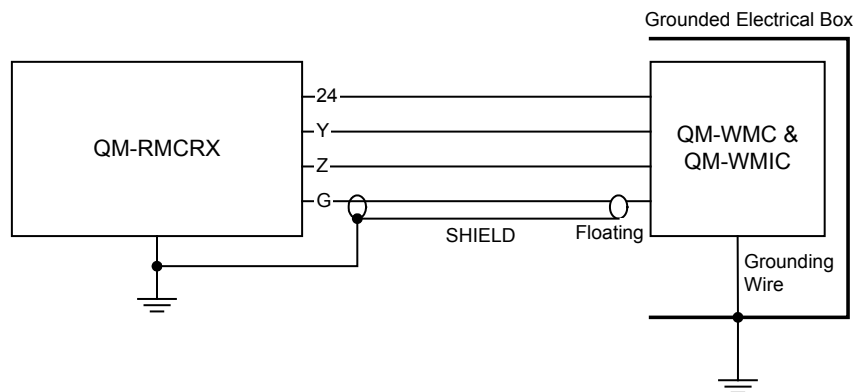 Grounded Electrical Box
24
Y
QM-RMCRX
QM-WMC &
QM-WMIC
Z
G
SHIELD
Floating
Grounding
Wire